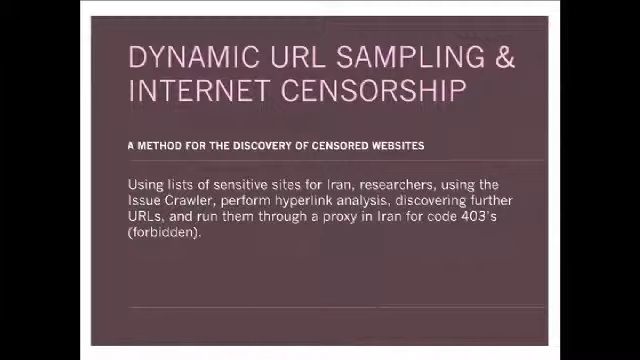 DYNAMIC URL SAMPLING &
INTERNET CENSORSHIP
A METHOD FOR THE DISCOVERY OF CENSORED WEBSITES
Using lists of sensitive sites for Iran, researchers, using the
Issue Crawler, perform hyperlink analysis, discovering further
URLs, and run them through a proxy in Iran for code 403's
(forbidden).